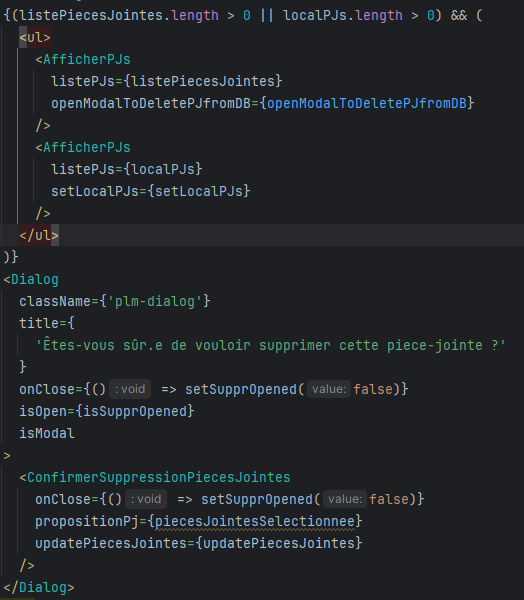 {(listePiecesJointes.length > 0 || localPJs.length > 0) && (
<ul>
<AfficherPJs
listePJs={listePiecesJointes}
openModalToDeletePJfromDB={openModalToDeletePJfromDB}
/>
<AfficherPJs
listePJs={localPJs}
setLocalPJs={setLocalPJs}
/>
</ul>
)}
<Dialog
className={'plm-dialog'}
title={
'Êtes-vous sûr.e de vouloir supprimer cette piece-jointe ?'
}
onClose={() : void => setSupprOpened( value: false)}
isOpen={isSupprOpened}
isModal
>
<ConfirmerSuppressionPiecesJointes
onClose={() : void => setSupprOpened( value: false)}
propositionPj={piecesJointesSelectionnee}
updatePiecesJointes={updatePiecesJointes}
/>
</Dialog>